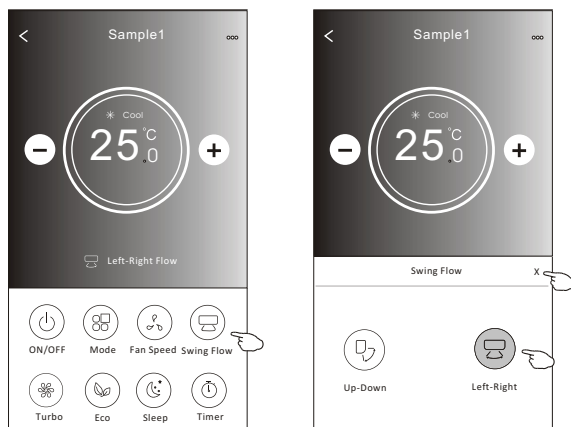 Sample1
Cool
25.0°C
Left-Right Flow
ON/OFF Mode Fan Speed Swing Flow
Turbo Eco Sleep Timer
Sample1
Cool
25.0°C
Swing Flow X
Up-Down Left-Right